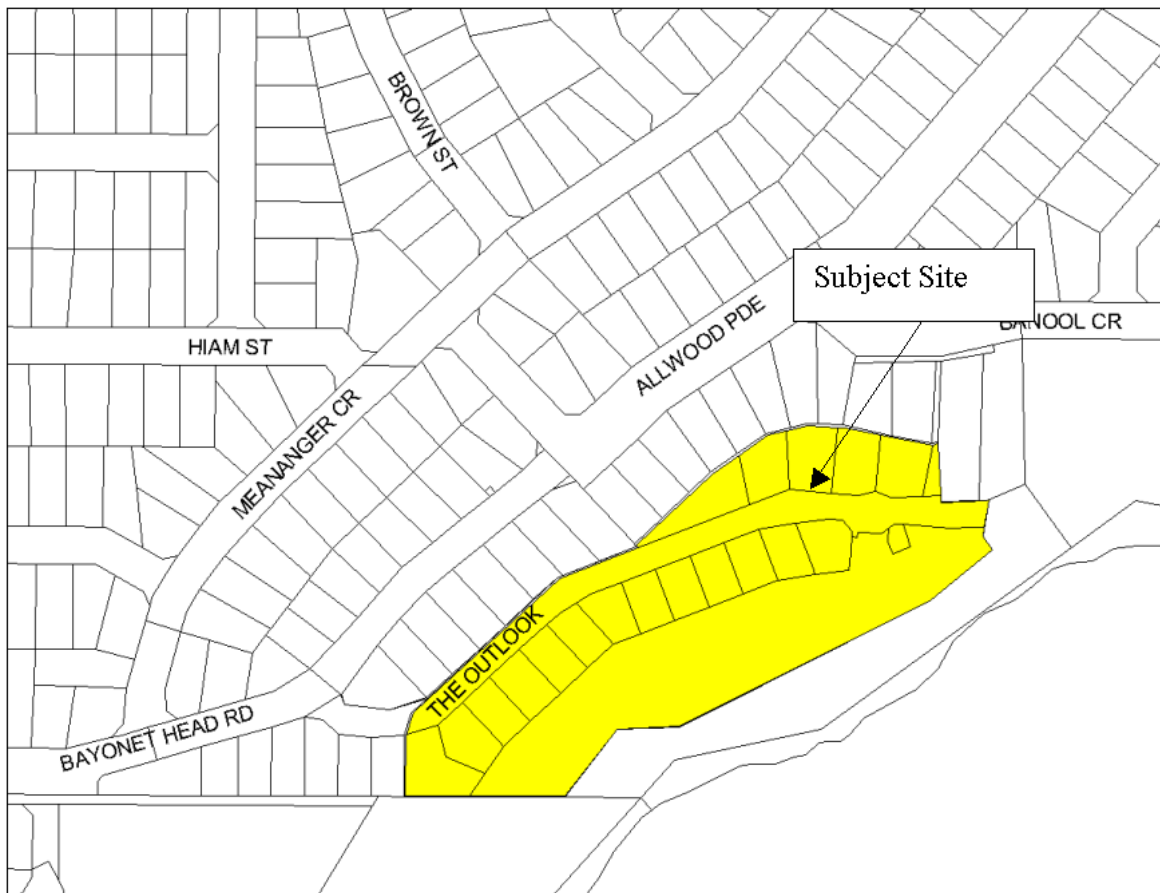 BROWN ST
Subject Site
BANOOL CR
HIAM ST
ALLWOOD PDE
MEANANGER CR
THE OUTLOOK
BAYONET HEAD RD